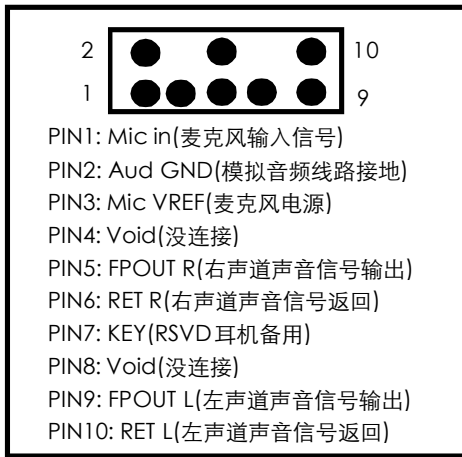 2 10
1 9
PIN1: Mic in(麦克风输入信号)
PIN2: Aud GND(模拟音频线路接地)
PIN3: Mic VREF(麦克风电源)
PIN4: Void(没连接)
PIN5: FPOUT R(右声道声音信号输出)
PIN6: RET R(右声道声音信号返回)
PIN7: KEY(RSVD耳机备用)
PIN8: Void(没连接)
PIN9: FPOUT L(左声道声音信号输出)
PIN10: RET L(左声道声音信号返回)